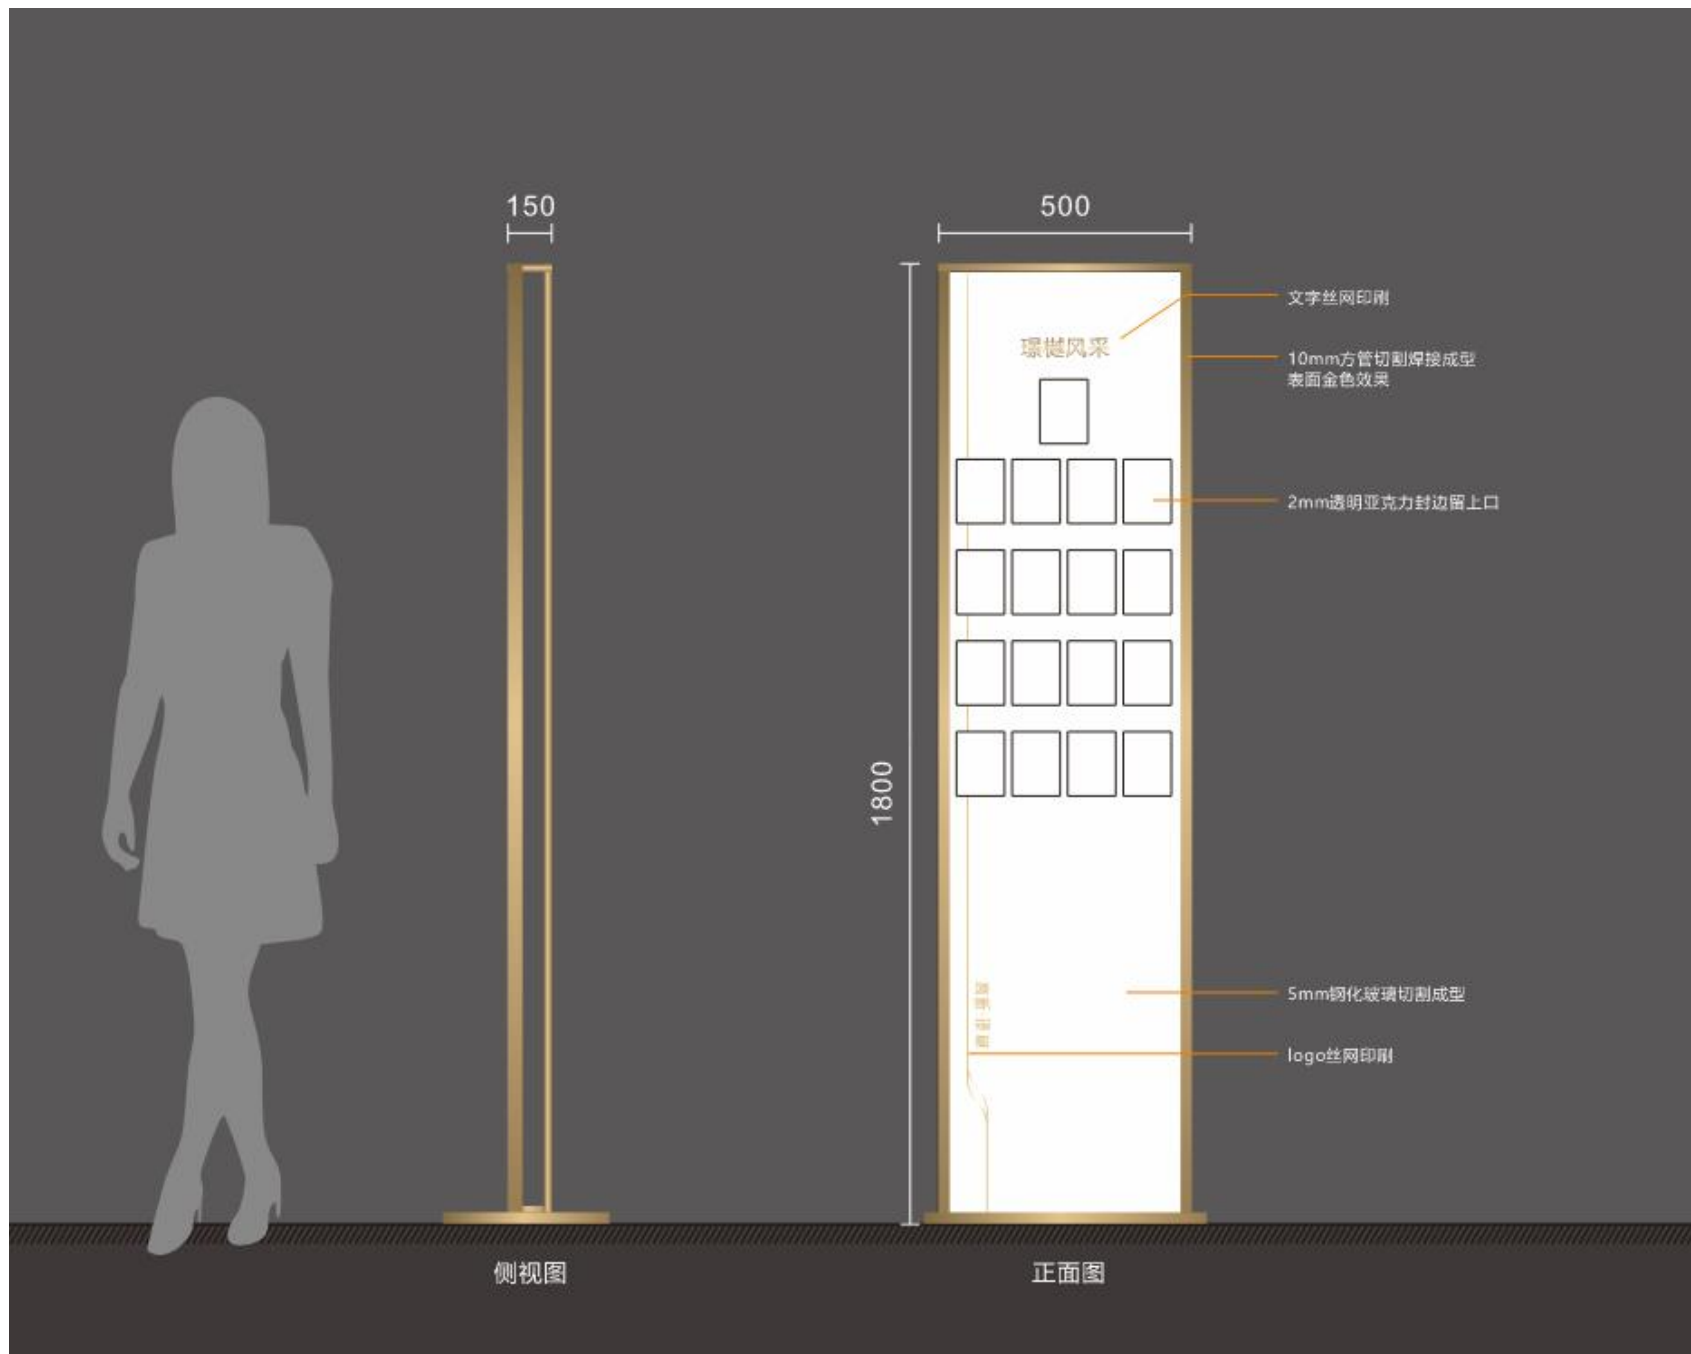 150
500
文字丝网印刷
璟樾风采
10mm方管切割焊接成型
表面金色效果
2mm透明亚克力封边留上口
1800
5mm钢化玻璃切割成型
logo丝网印刷
侧视图
正面图